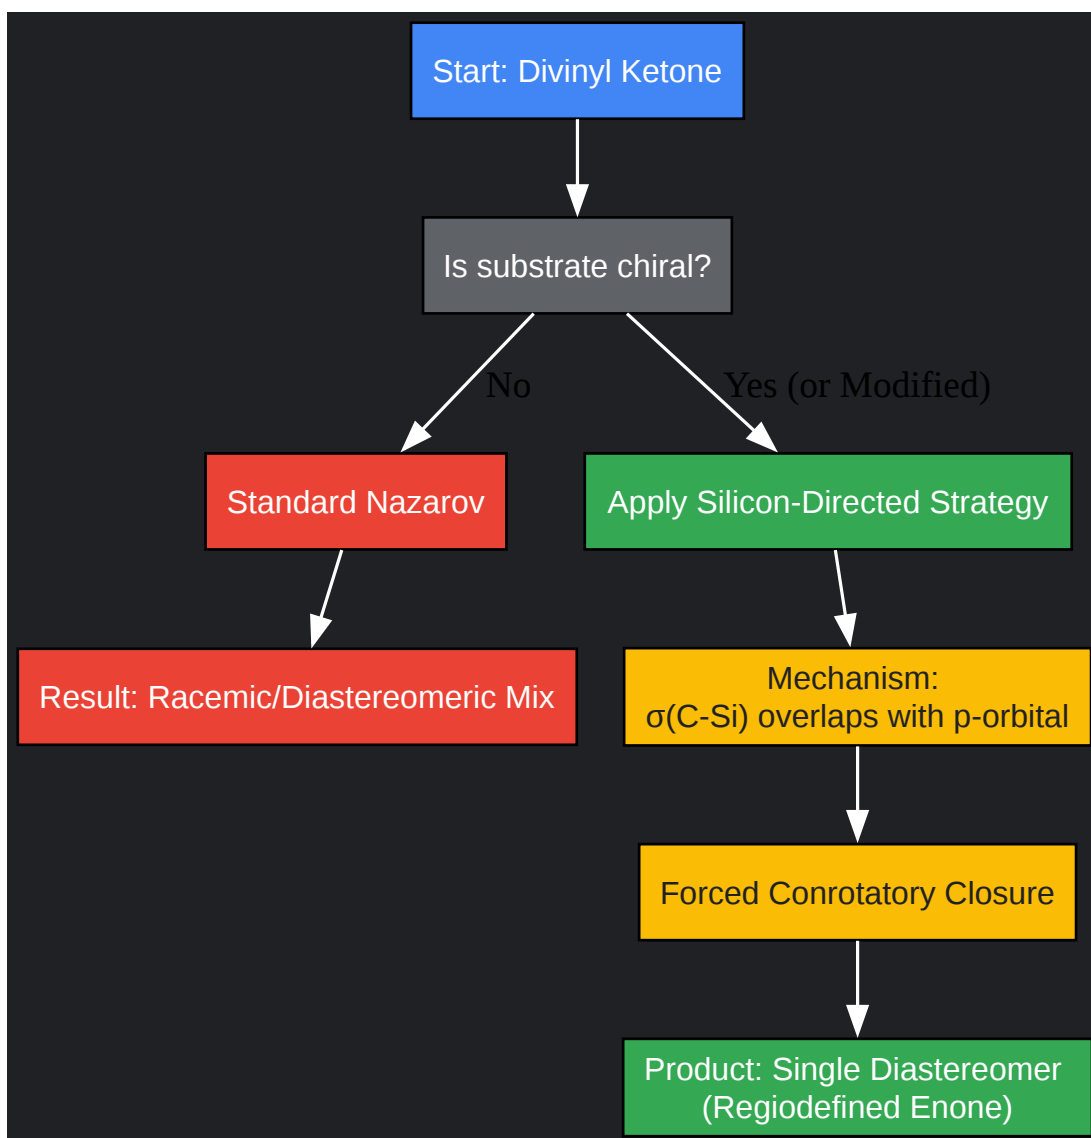 Start: Divinyl Ketone
Is substrate chiral?
No
Yes (or Modified)
Standard Nazarov
Apply Silicon-Directed Strategy
Result: Racemic/Diastereomeric Mix
Mechanism:
σ(C-Si) overlaps with p-orbital
Forced Conrotatory Closure
Product: Single Diastereomer
(Regiodefined Enone)